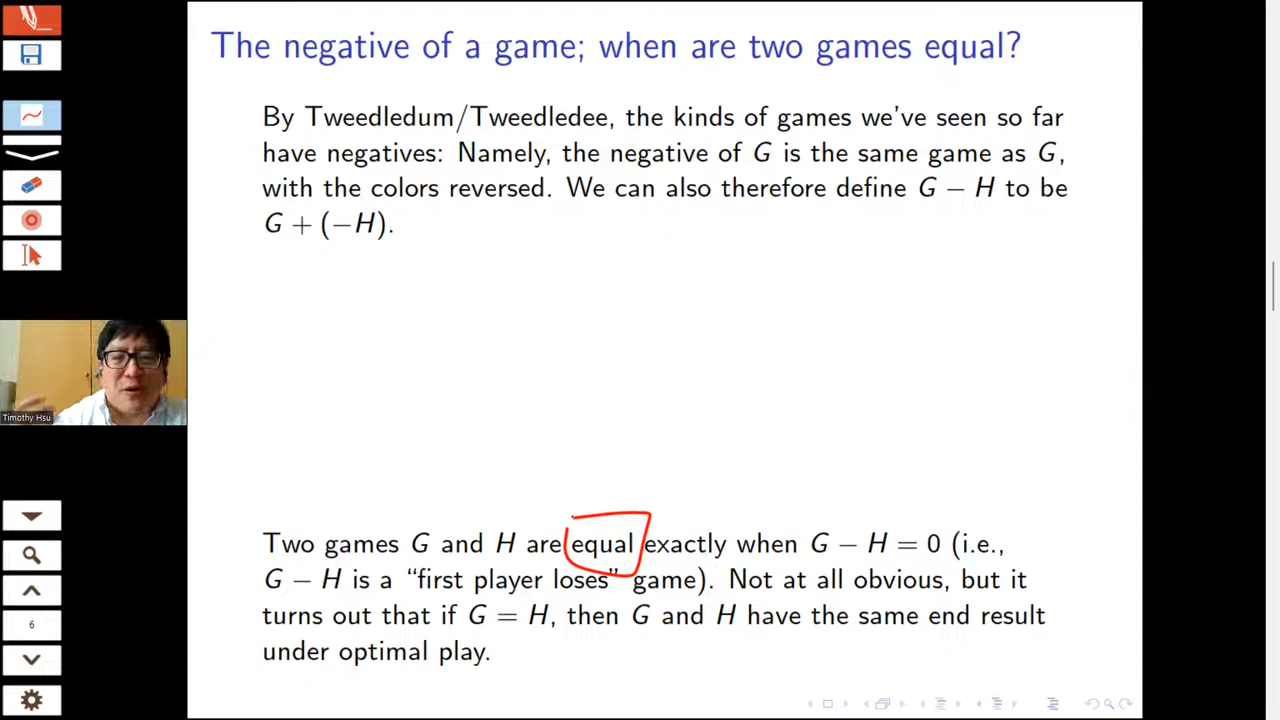 The negative of a game; when are two games equal?
By Tweedledum/Tweedledee, the kinds of games we've seen so far
have negatives: Namely, the negative of G is the same game as G,
with the colors reversed. We can also therefore define G − H to be
G + (−H).
Timothy Hsu
Two games G and H are equal exactly when G − H = 0 (i.e.,
G − H is a “first player loses” game). Not at all obvious, but it
turns out that if G = H, then G and H have the same end result
under optimal play.
6